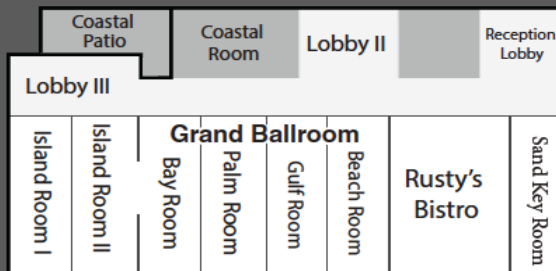 Coastal
Patio
Coastal
Room
Lobby II
Reception
Lobby
Lobby III
Grand Ballroom
Island Room I
Island Room II
Bay Room
Palm Room
Gulf Room
Beach Room
Rusty's
Bistro
Sand Key Room